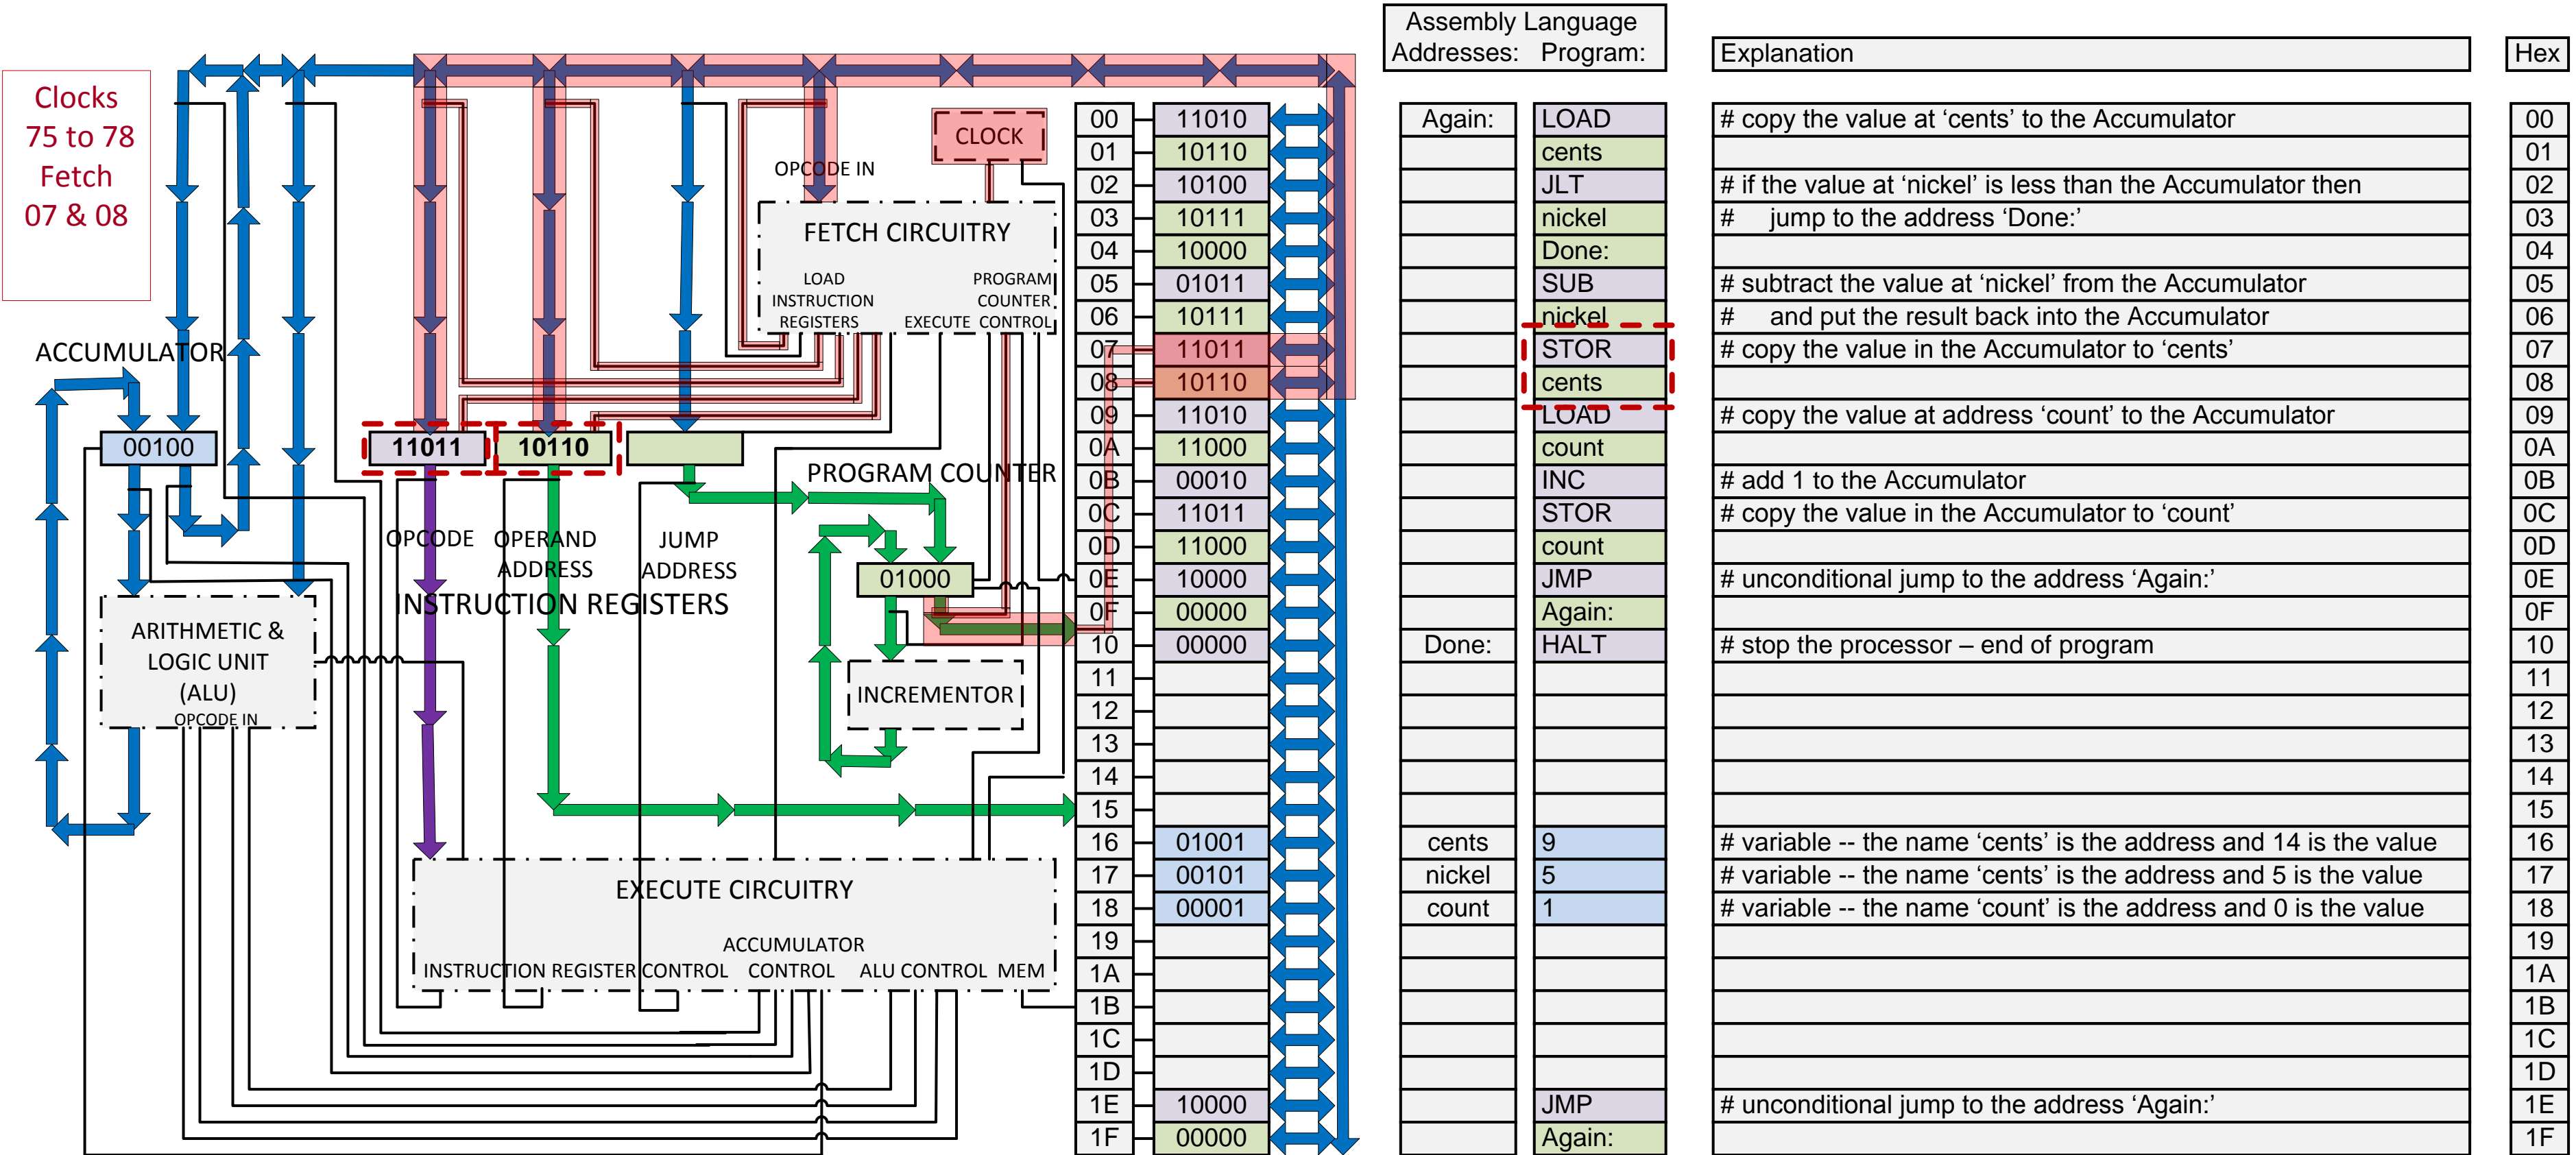 Assembly Language
Addresses: Program:
Explanation
Hex
Clocks
75 to 78
Fetch
07 & 08
CLOCK
OPCODE IN
FETCH CIRCUITRY
LOAD
INSTRUCTION
REGISTERS
EXECUTE
PROGRAM
COUNTER
CONTROL
ACCUMULATOR
00100
11011
10110
PROGRAM COUNTER
OPCODE
OPERAND
ADDRESS
JUMP
ADDRESS
INSTRUCTION REGISTERS
01000
ARITHMETIC &
LOGIC UNIT
(ALU)
OPCODE IN
INCREMENTOR
EXECUTE CIRCUITRY
INSTRUCTION REGISTER CONTROL
ACCUMULATOR
CONTROL
ALU CONTROL
MEM
00 11010 Again: LOAD # copy the value at ‘cents’ to the Accumulator 00
01 10110 cents 01
02 10100 JLT # if the value at ‘nickel’ is less than the Accumulator then 02
03 10111 nickel # jump to the address ‘Done:’ 03
04 10000 Done: 04
05 01011 SUB # subtract the value at ‘nickel’ from the Accumulator 05
06 10111 nickel # and put the result back into the Accumulator 06
07 11011 STOR # copy the value in the Accumulator to ‘cents’ 07
08 10110 cents 08
09 11010 LOAD # copy the value at address ‘count’ to the Accumulator 09
0A 11000 count 0A
0B 00010 INC # add 1 to the Accumulator 0B
0C 11011 STOR # copy the value in the Accumulator to ‘count’ 0C
0D 11000 count 0D
0E 10000 JMP # unconditional jump to the address ‘Again:’ 0E
0F 00000 Again: 0F
10 00000 Done: HALT # stop the processor – end of program 10
11 11
12 12
13 13
14 14
15 15
16 01001 cents 9 # variable -- the name ‘cents’ is the address and 14 is the value 16
17 00101 nickel 5 # variable -- the name ‘cents’ is the address and 5 is the value 17
18 00001 count 1 # variable -- the name ‘count’ is the address and 0 is the value 18
19 19
1A 1A
1B 1B
1C 1C
1D 1D
1E 10000 JMP # unconditional jump to the address ‘Again:’ 1E
1F 00000 Again: 1F